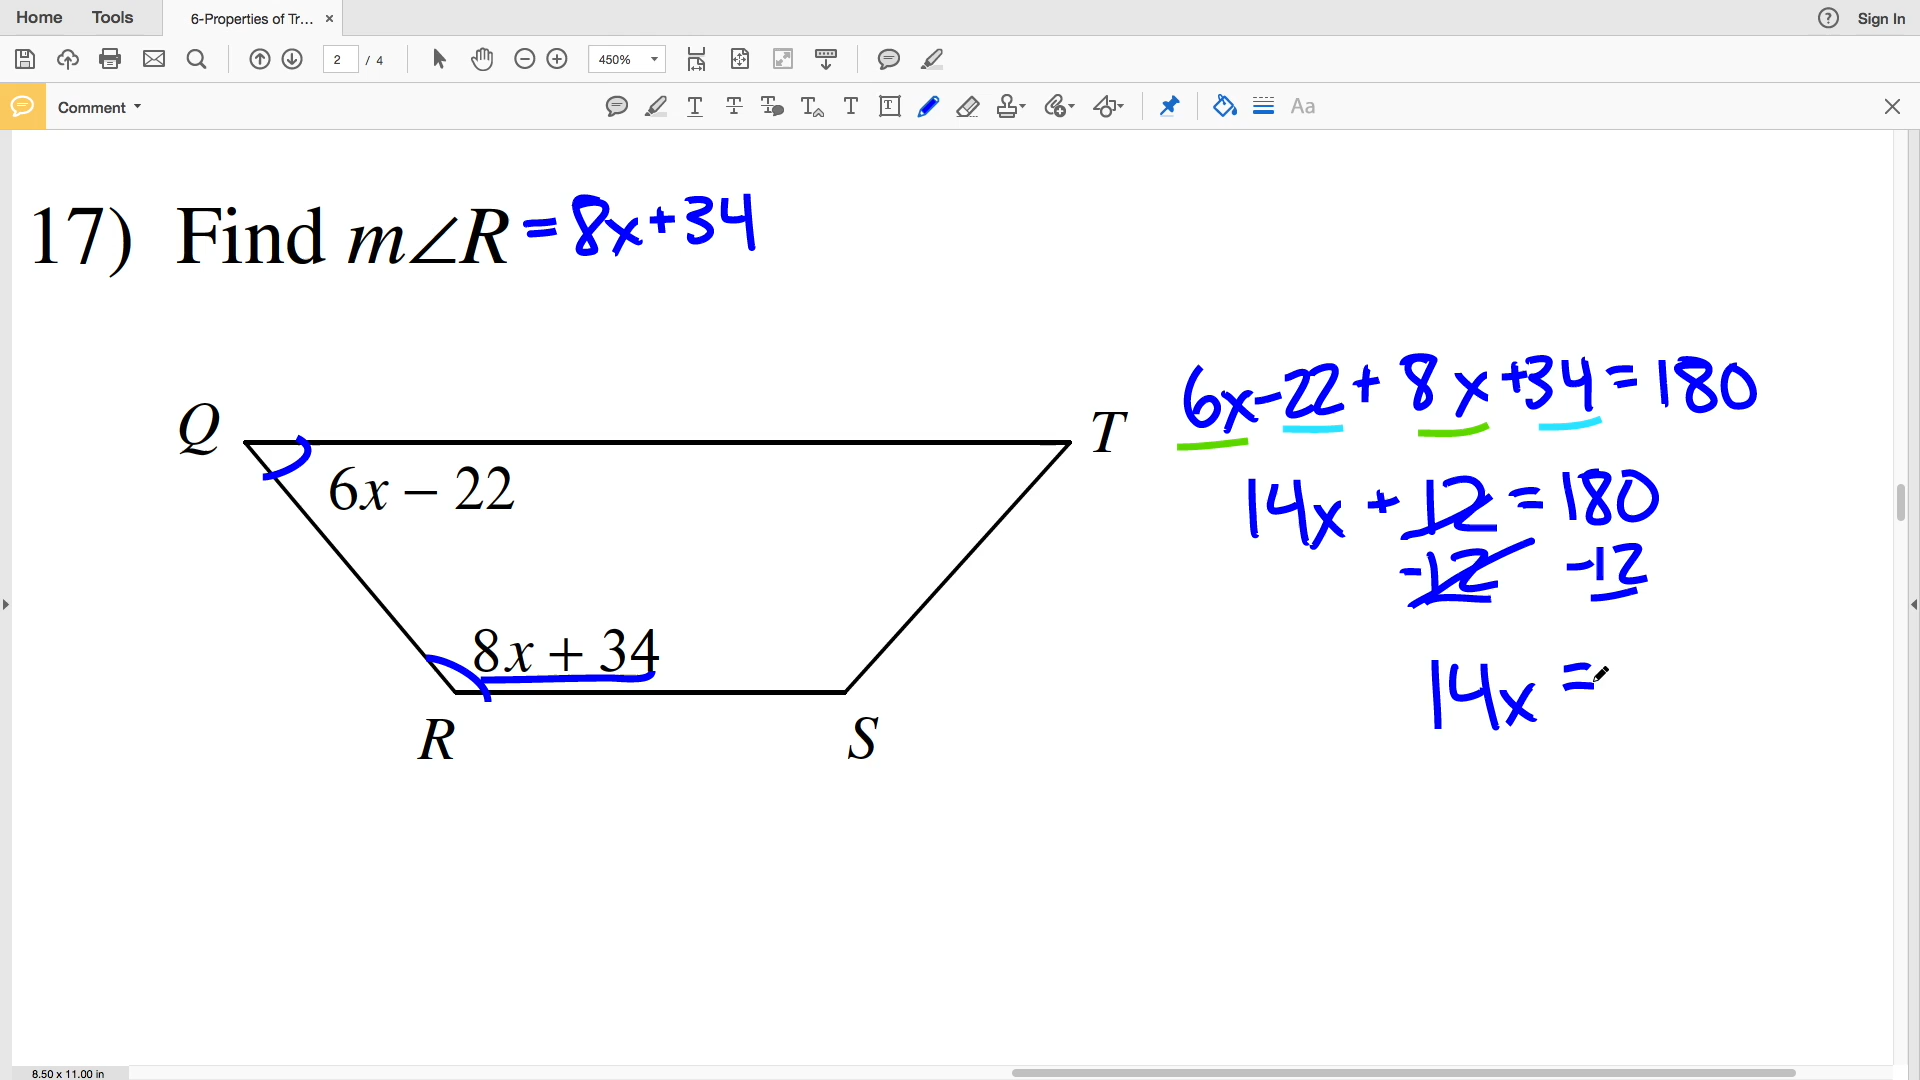 Home Tools 6-Properties of Tr... × ? Sign In
2 / 4 450%
Comment T T T T T T Aa
17) Find m∠R = 8x+34
6x-22+8x+34=180
Q T
6x − 22
14x + 12 = 180
-12 -12
8x + 34
14x =
R S
8.50 x 11.00 in